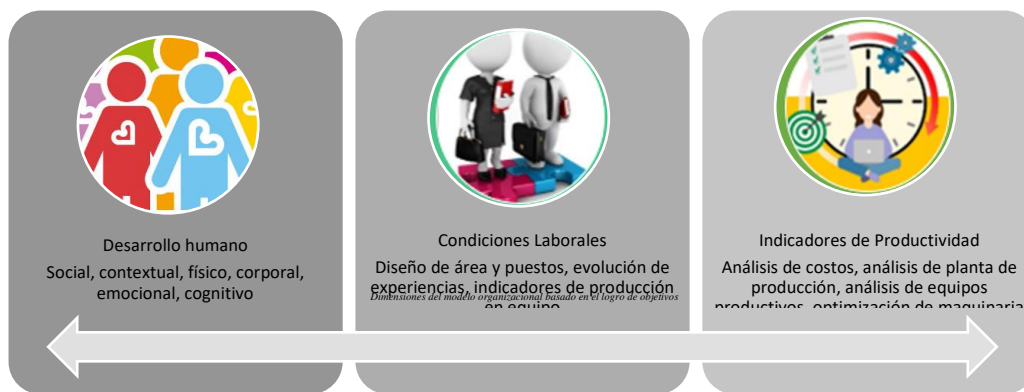 Desarrollo humano
Social, contextual, físico, corporal,
emocional, cognitivo
Condiciones Laborales
Diseño de área y puestos, evolución de
experiencias, indicadores de producción
en equipo
Dimensiones del modelo organizacional basado en el logro de objetivos
Indicadores de Productividad
Análisis de costos, análisis de planta de
producción, análisis de equipos
productivos, optimización de maquinaria